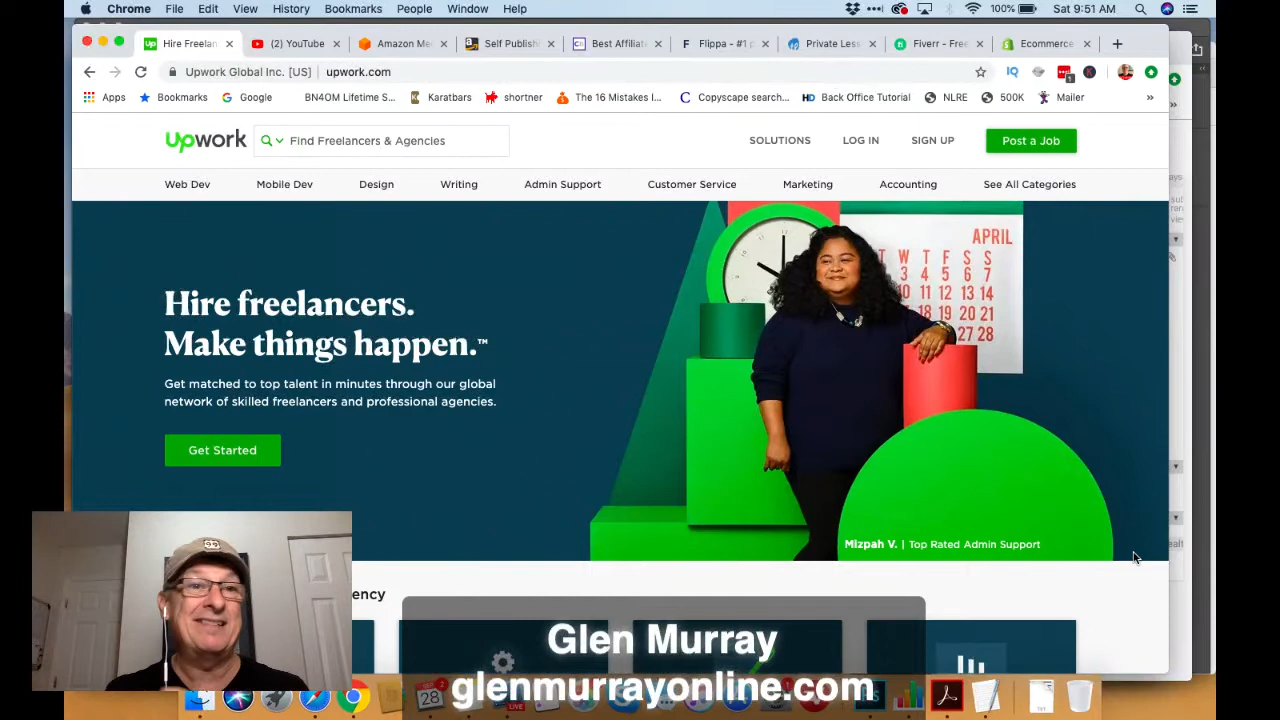 Chrome File Edit View History Bookmarks People Window Help 100% Sat 9:51 AM
Hire Freelan (2) YouTube Amazon Me Self Publish Best Affiliat Flippa - #1 p Private Less Fiverr - Free Ecommerce
Upwork Global Inc. [US] upwork.com
Apps Bookmarks Google BN4OM Lifetime S... Karatbars shortner The 16 Mistakes I... Copyscape search... Back Office Tutorial NLRE 500K Mailer »
Upwork Find Freelancers & Agencies SOLUTIONS LOG IN SIGN UP Post a Job
Web Dev Mobile Dev Design Writing Admin Support Customer Service Marketing Accounting See All Categories
APRIL
T W T F S S
3 4 5 6 7
10 11 12 13 14
18 19 20 21
27 28
Hire freelancers.
Make things happen.™
Get matched to top talent in minutes through our global
network of skilled freelancers and professional agencies.
Get Started
Mizpah V. | Top Rated Admin Support
ency
Glen Murray
glenmurrayonline.com